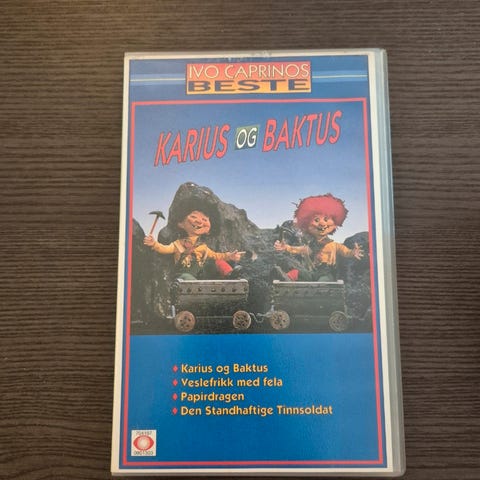 IVO CAPRINOS
BESTE
KARIUS OG BAKTUS
Karius og Baktus
Veslefrikk med fela
Papirdragen
Den Standhaftige Tinnsoldat